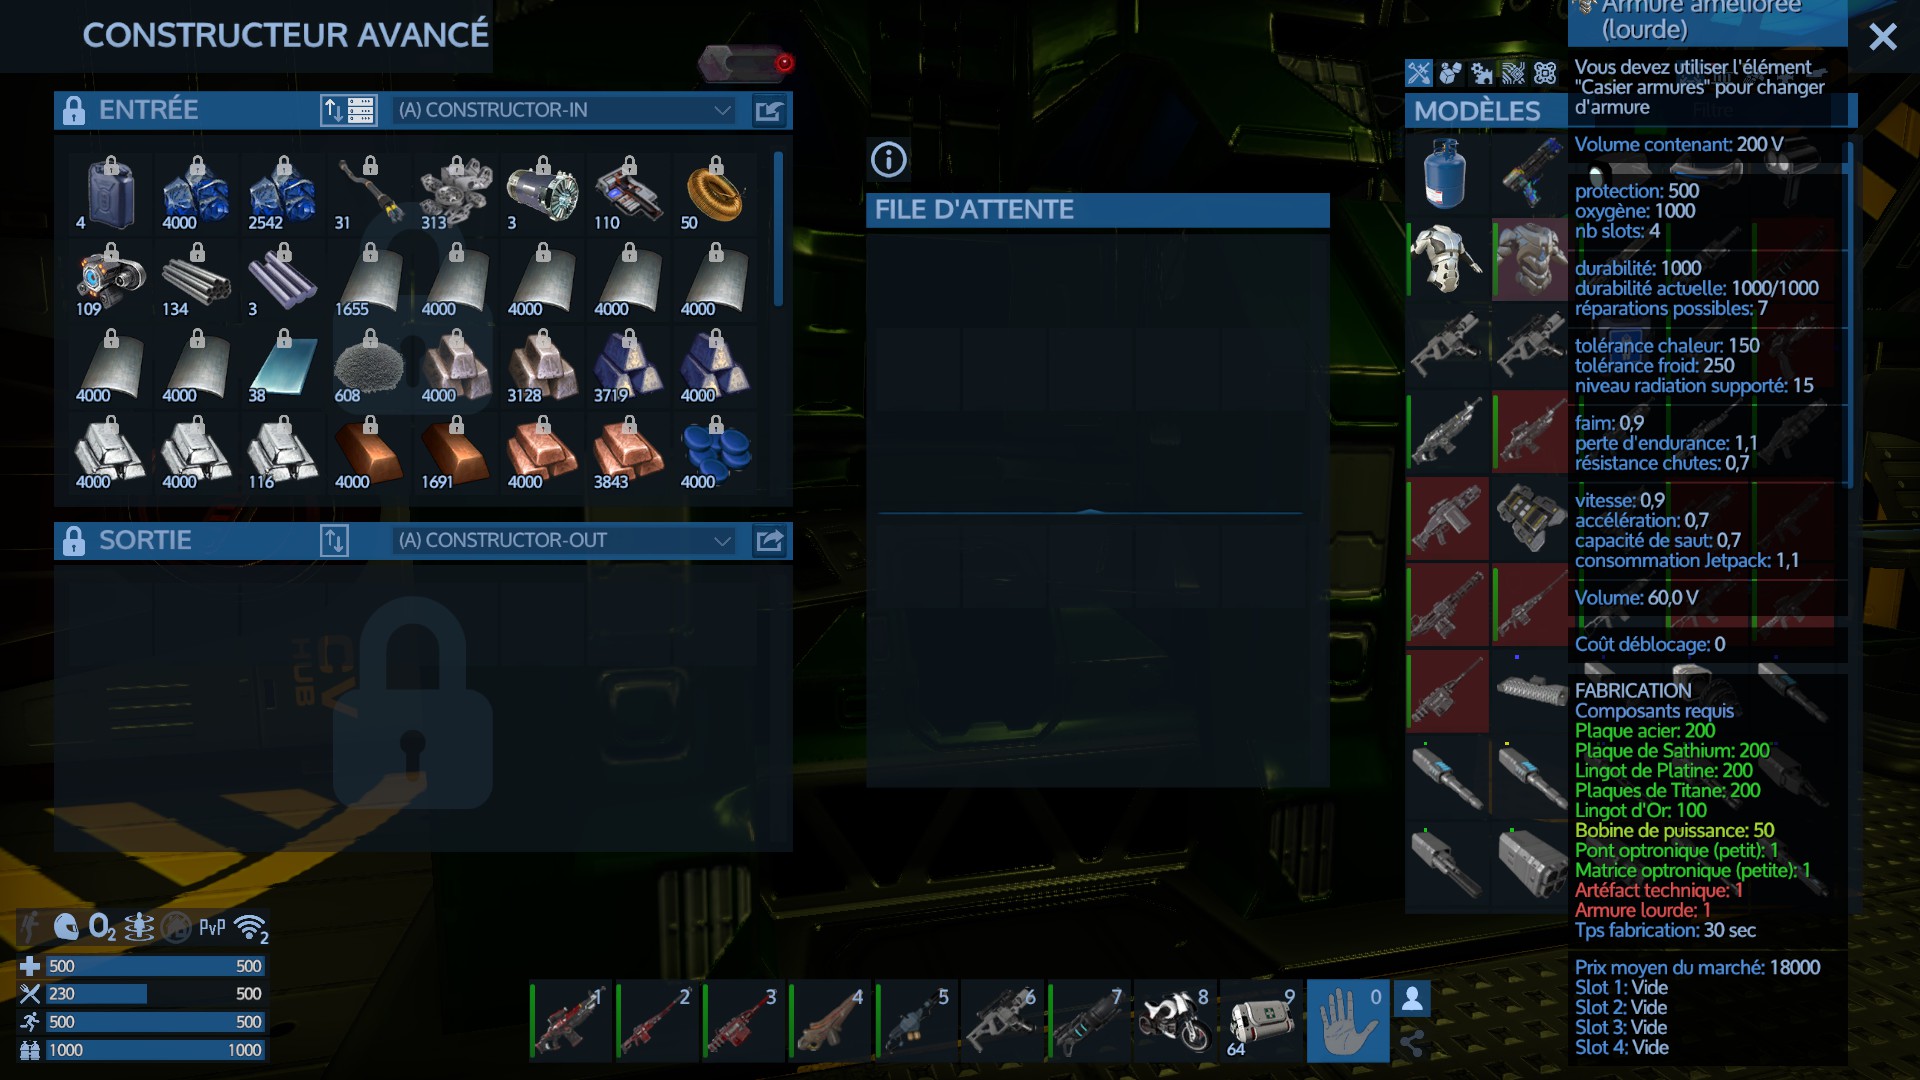 CONSTRUCTEUR AVANCÉ
ENTRÉE
(A) CONSTRUCTOR-IN
4
4000
2542
31
313
3
110
50
109
134
3
1655
4000
4000
4000
4000
4000
4000
38
608
4000
3128
3719
4000
4000
4000
116
4000
1691
4000
3843
4000
SORTIE
(A) CONSTRUCTOR-OUT
CV
HUB
FILE D'ATTENTE
MODÈLES
Armure améliorée
(lourde)
Vous devez utiliser l'élément
"Casier armures" pour changer
d'armure
Volume contenant: 200 V
protection: 500
oxygène: 1000
nb slots: 4
durabilité: 1000
durabilité actuelle: 1000/1000
réparations possibles: 7
tolérance chaleur: 150
tolérance froid: 250
niveau radiation supporté: 15
faim: 0,9
perte d'endurance: 1,1
résistance chutes: 0,7
vitesse: 0,9
accélération: 0,7
capacité de saut: 0,7
consommation Jetpack: 1,1
Volume: 60,0 V
Coût déblocage: 0
FABRICATION
Composants requis
Plaque acier: 200
Plaque de Sathium: 200
Lingot de Platine: 200
Plaques de Titane: 200
Lingot d'Or: 100
Bobine de puissance: 50
Pont optronique (petit): 1
Matrice optronique (petite): 1
Artéfact technique: 1
Armure lourde: 1
Tps fabrication: 30 sec
Prix moyen du marché: 18000
Slot 1: Vide
Slot 2: Vide
Slot 3: Vide
Slot 4: Vide
O2
PvP
2
500 500
230 500
500 500
1000 1000
1
2
3
4
5
6
7
8
9
64
0